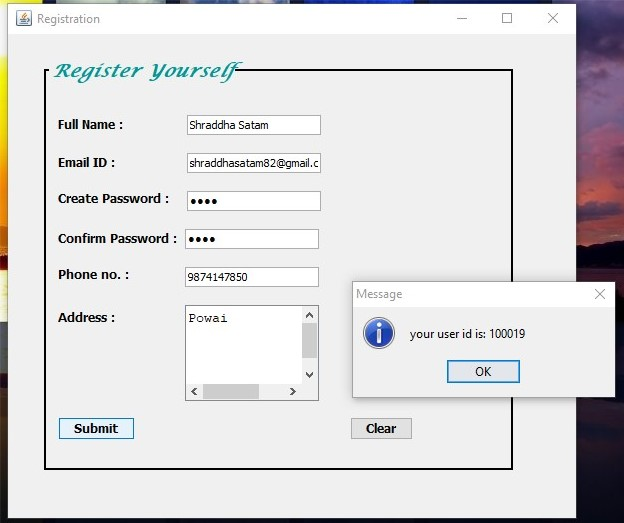 Registration
Register Yourself
Full Name : Shraddha Satam
Email ID : shraddhasatam82@gmail.c
Create Password : ••••
Confirm Password : ••••
Phone no. : 9874147850
Address : Powai
Submit Clear
Message
your user id is: 100019
OK